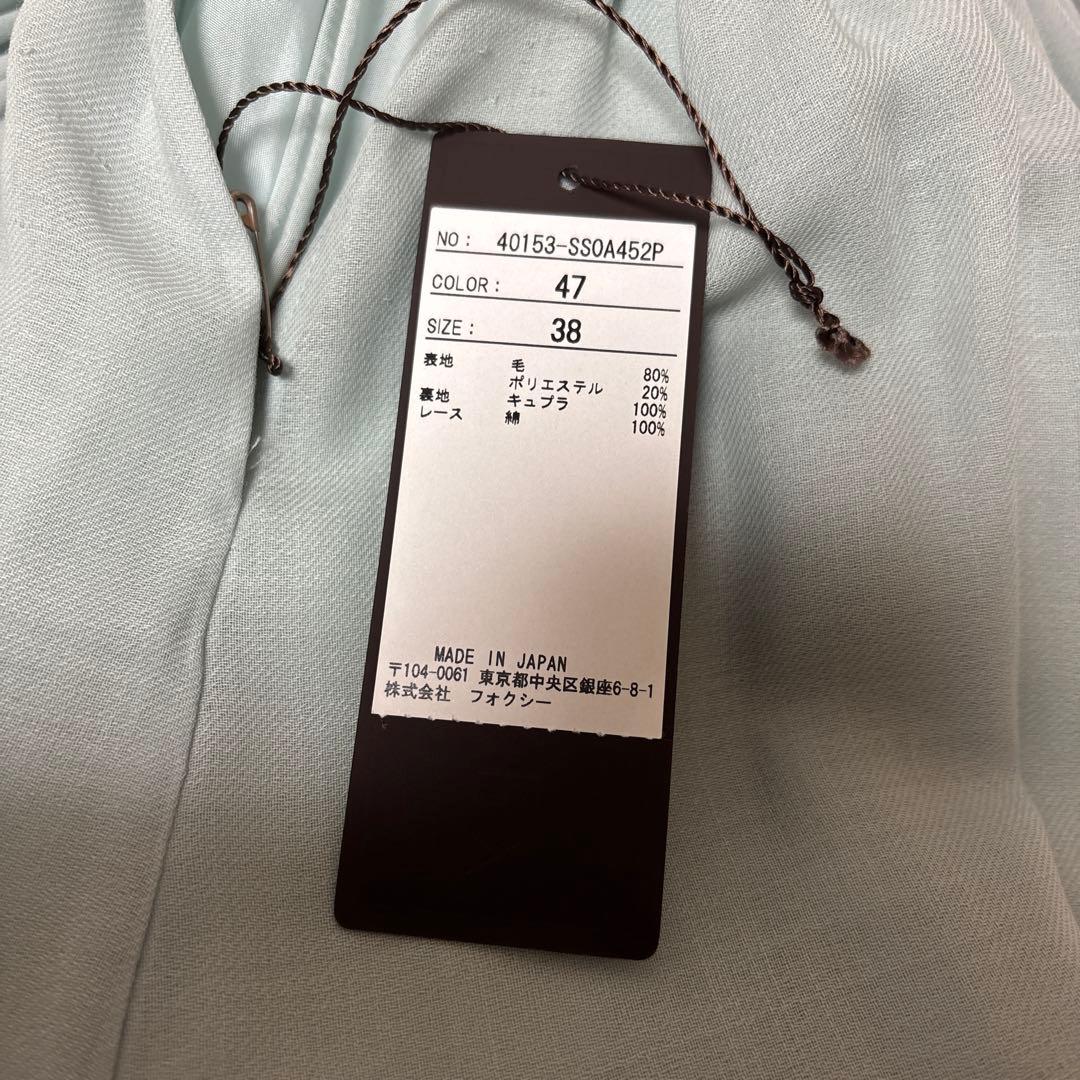 NO: 40153-SS0A452P
COLOR: 47
SIZE: 38
表地 毛 80%
ポリエステル 20%
裏地 キュプラ 100%
レース 綿 100%
MADE IN JAPAN
〒104-0061 東京都中央区銀座6-8-1
株式会社 フォクシー